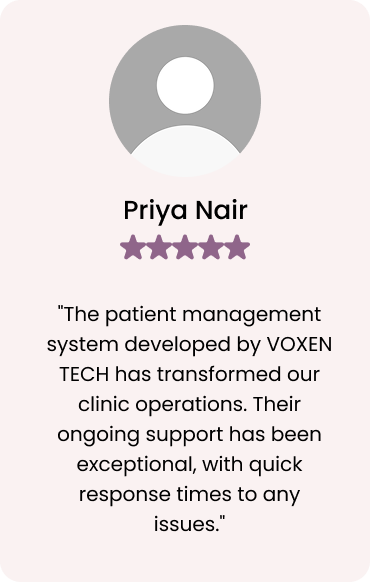 Priya Nair
"The patient management
system developed by VOXEN
TECH has transformed our
clinic operations. Their
ongoing support has been
exceptional, with quick
response times to any
issues."